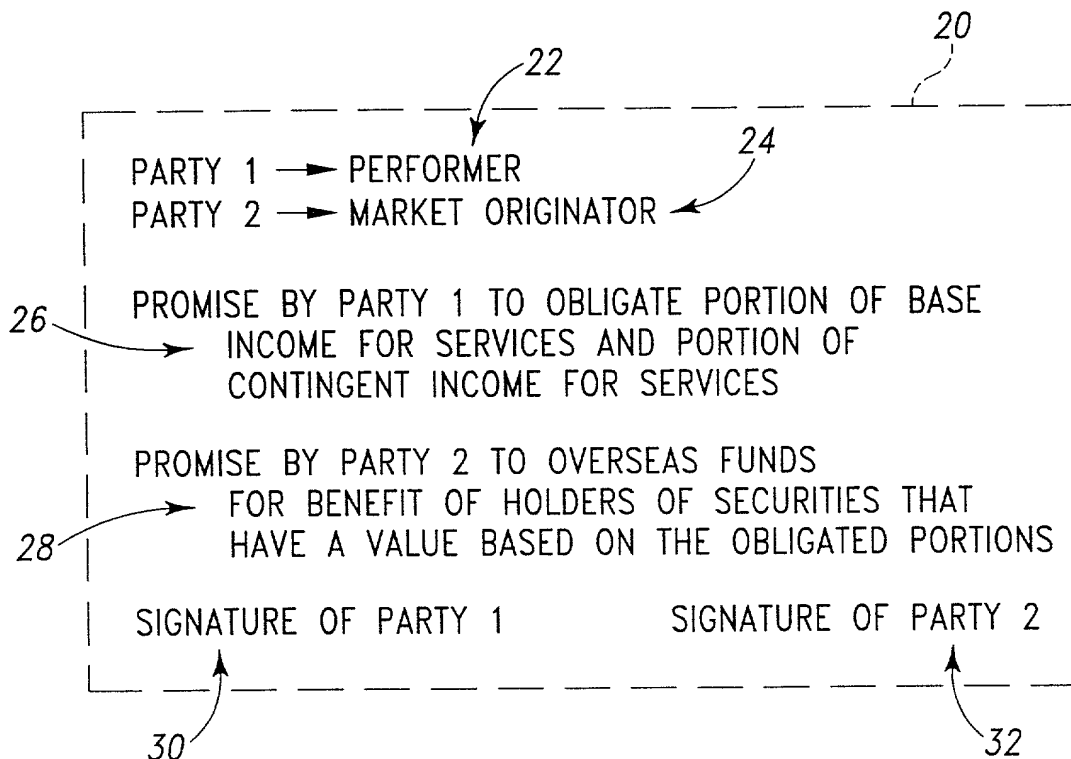 20
22
24
PARTY 1 → PERFORMER
PARTY 2 → MARKET ORIGINATOR
26
PROMISE BY PARTY 1 TO OBLIGATE PORTION OF BASE
INCOME FOR SERVICES AND PORTION OF
CONTINGENT INCOME FOR SERVICES
28
PROMISE BY PARTY 2 TO OVERSEAS FUNDS
FOR BENEFIT OF HOLDERS OF SECURITIES THAT
HAVE A VALUE BASED ON THE OBLIGATED PORTIONS
SIGNATURE OF PARTY 1 SIGNATURE OF PARTY 2
30 32